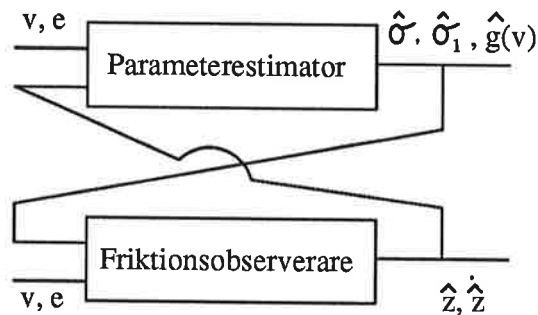 v, e
σ̂, σ̂₁, ĝ(v)
Parameterestimator
Friktionsobserverare
v, e
ẑ, ẑ̇